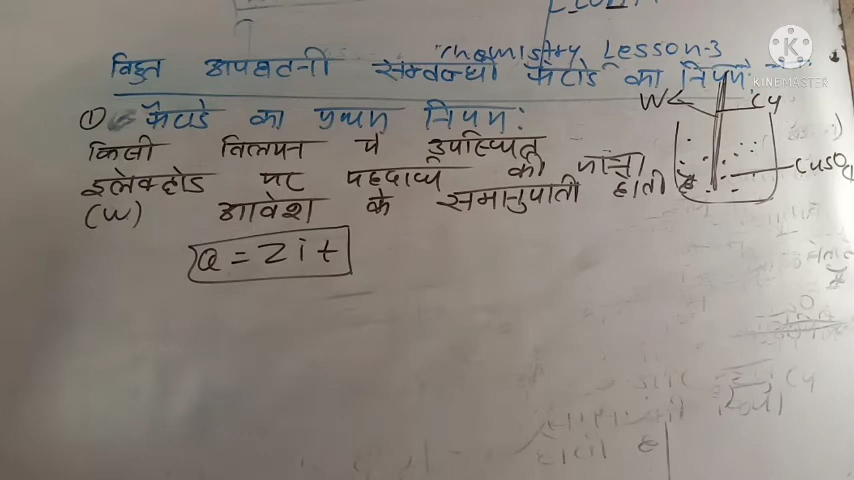 Chemistry Lesson-3
विधुत अपघटनी सम्बन्धी फैराडे का नियम
KINEMASTER
① फैराडे का प्रथम नियम:
W
Cu
किसी विलयन में उपस्थित
इलेक्ट्रोड पर पदार्थ की मात्रा
CuSO4
(W) आवेश के समानुपाती होती है
Q = Zit